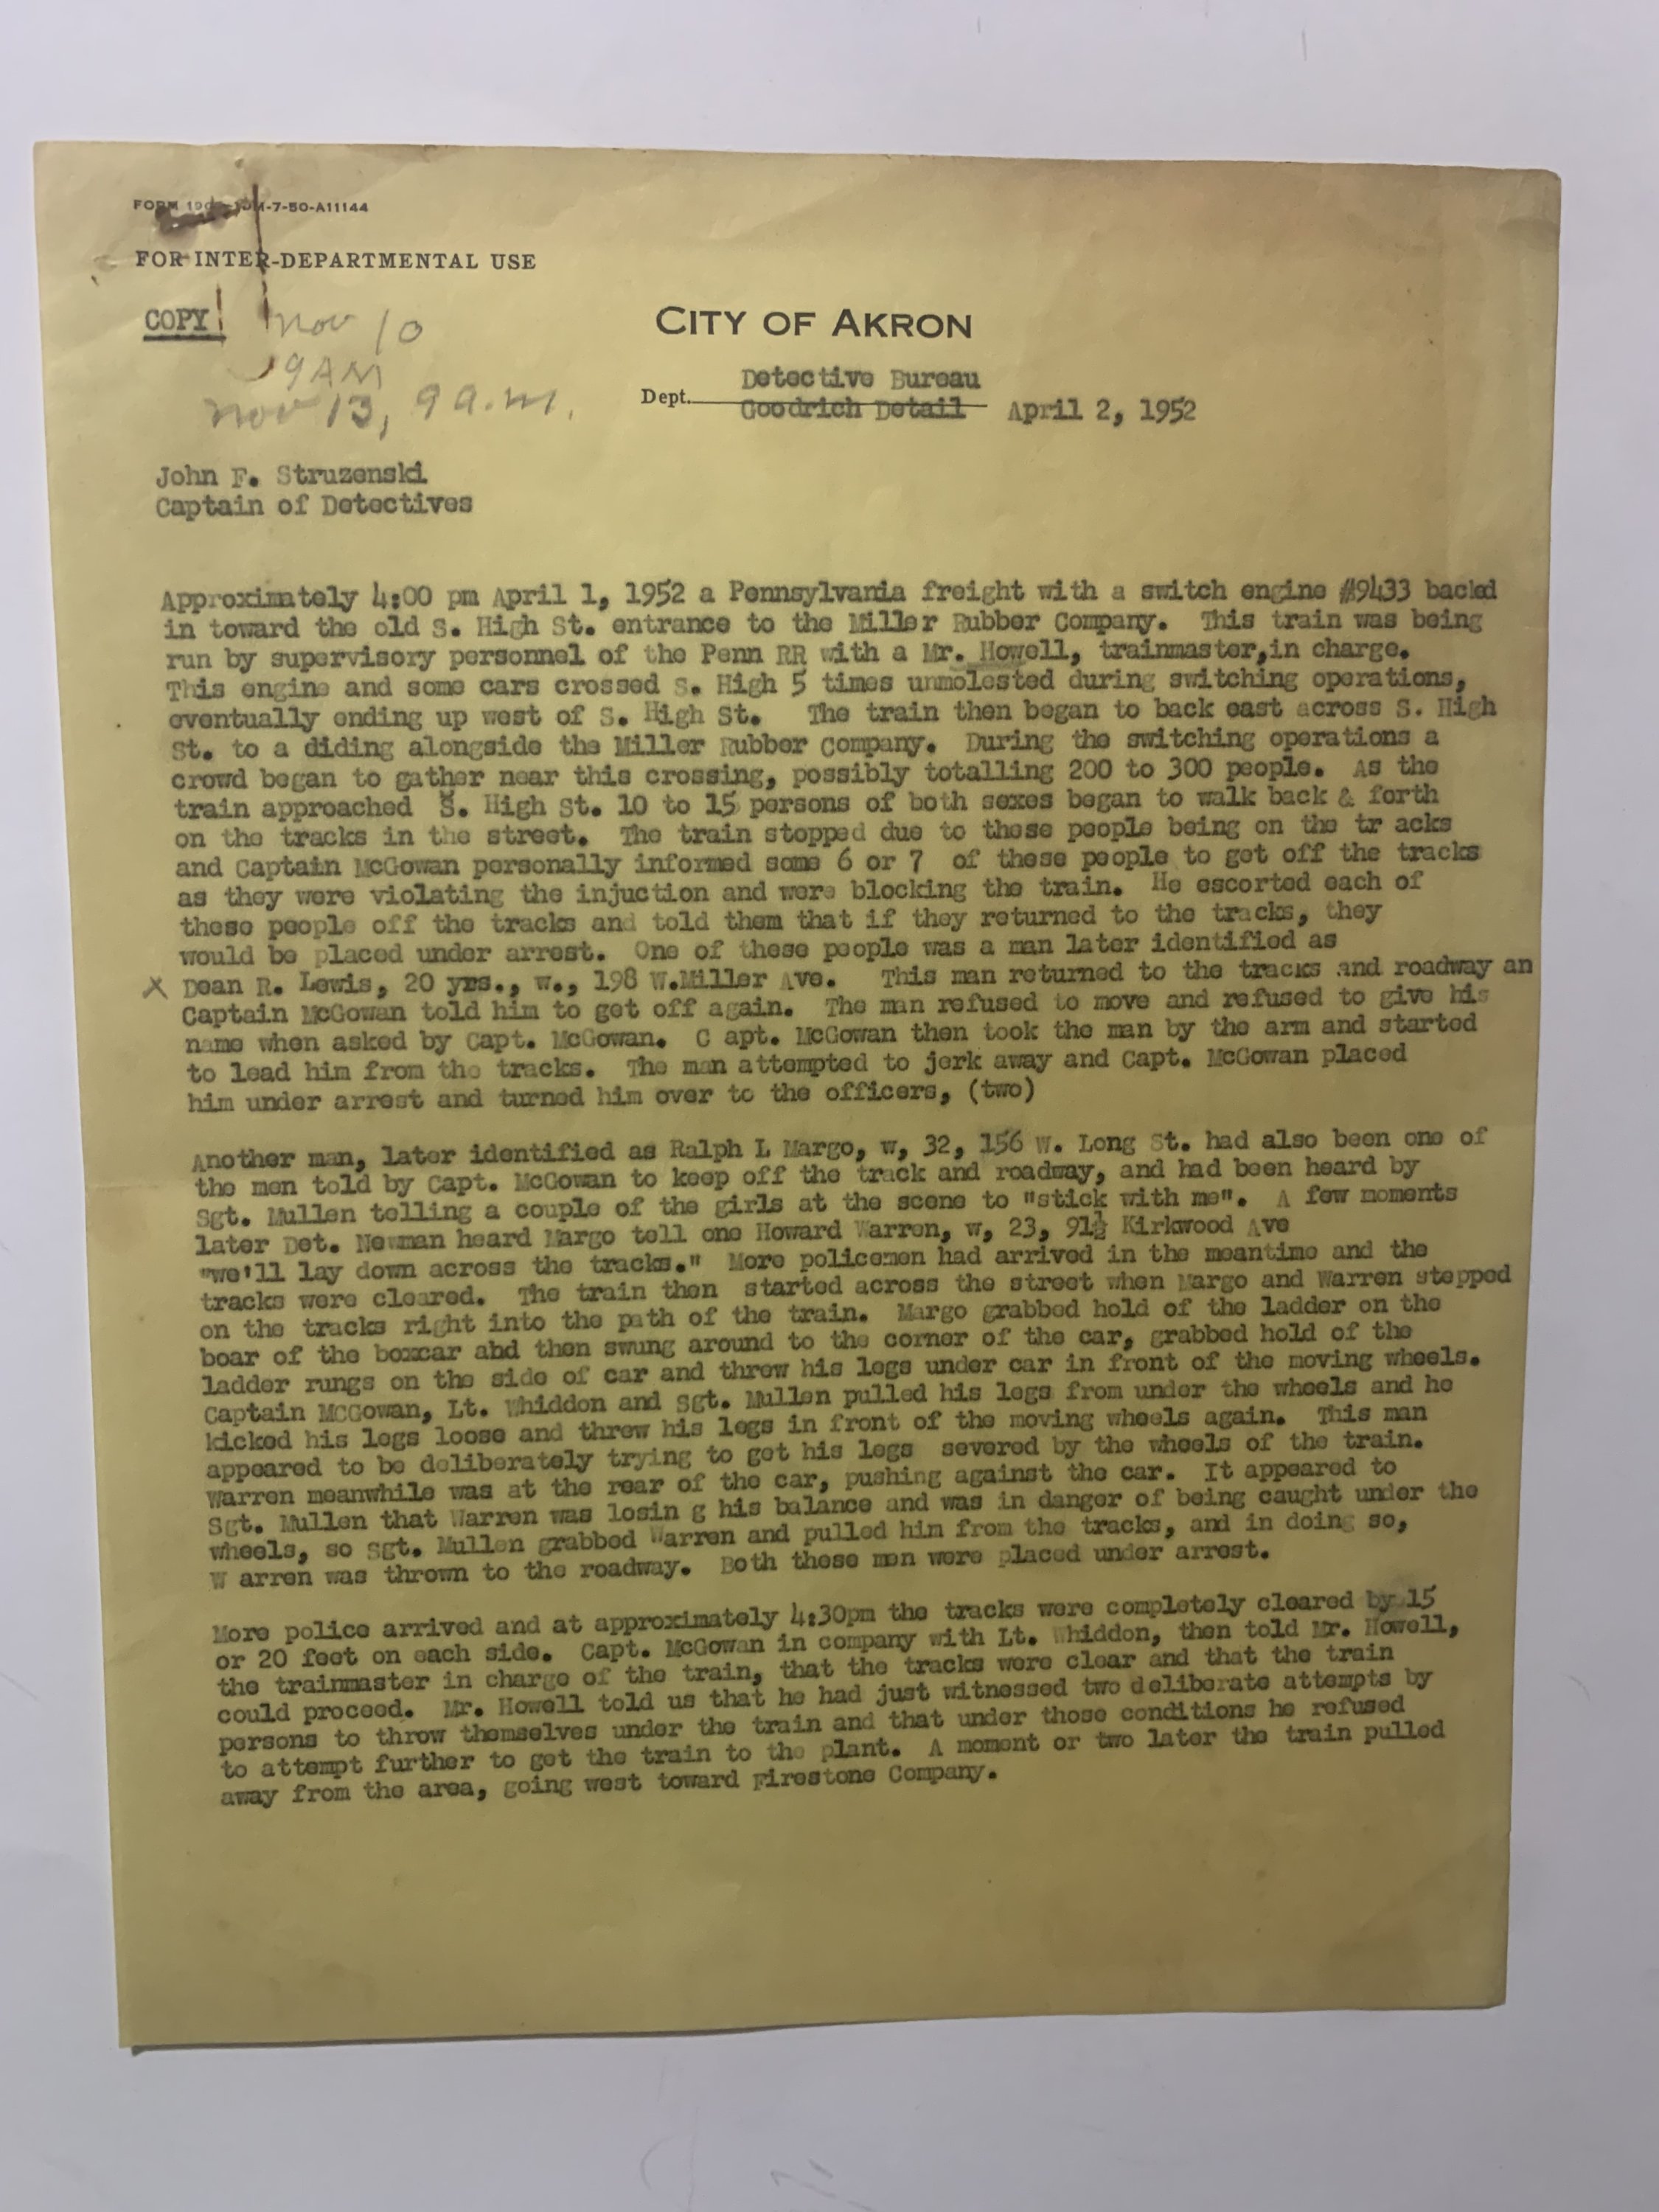 FORM 190 -10M-7-50-A11144
FOR INTER-DEPARTMENTAL USE
COPY
Nov 10
9AM
Nov 13, 9 a.m.
CITY OF AKRON
Detective Bureau
Dept. Goodrich Detail April 2, 1952
John F. Struzenski
Captain of Detectives
Approximately 4:00 pm April 1, 1952 a Pennsylvania freight with a switch engine #9433 backed
in toward the old S. High St. entrance to the Miller Rubber Company. This train was being
run by supervisory personnel of the Penn RR with a Mr. Howell, trainmaster,in charge.
This engine and some cars crossed S. High 5 times unmolested during switching operations,
eventually ending up west of S. High St. The train then began to back east across S. High
St. to a diding alongside the Miller Rubber Company. During the switching operations a
crowd began to gather near this crossing, possibly totalling 200 to 300 people. As the
train approached S. High St. 10 to 15 persons of both sexes began to walk back & forth
on the tracks in the street. The train stopped due to these people being on the tr acks
and Captain McGowan personally informed some 6 or 7 of these people to get off the tracks
as they were violating the injuction and were blocking the train. He escorted each of
these people off the tracks and told them that if they returned to the tracks, they
would be placed under arrest. One of these people was a man later identified as
X Dean R. Lewis, 20 yrs., w., 198 W.Miller Ave. This man returned to the tracks and roadway an
Captain McGowan told him to get off again. The man refused to move and refused to give his
name when asked by Capt. McGowan. C apt. McGowan then took the man by the arm and started
to lead him from the tracks. The man attempted to jerk away and Capt. McGowan placed
him under arrest and turned him over to the officers, (two)
Another man, later identified as Ralph L Margo, w, 32, 156 W. Long St. had also been one of
the men told by Capt. McGowan to keep off the track and roadway, and had been heard by
Sgt. Mullen telling a couple of the girls at the scene to "stick with me". A few moments
later Det. Newman heard Margo tell one Howard Warren, w, 23, 91½ Kirkwood Ave
"we'll lay down across the tracks." More policemen had arrived in the meantime and the
tracks were cleared. The train then started across the street when Margo and Warren stepped
on the tracks right into the path of the train. Margo grabbed hold of the ladder on the
boar of the boxcar abd then swung around to the corner of the car, grabbed hold of the
ladder rungs on the side of car and threw his legs under car in front of the moving wheels.
Captain McGowan, Lt. Whiddon and Sgt. Mullen pulled his legs from under the wheels and he
kicked his legs loose and threw his legs in front of the moving wheels again. This man
appeared to be deliberately trying to get his legs severed by the wheels of the train.
Warren meanwhile was at the rear of the car, pushing against the car. It appeared to
Sgt. Mullen that Warren was losin g his balance and was in danger of being caught under the
wheels, so Sgt. Mullen grabbed Warren and pulled him from the tracks, and in doing so,
W arren was thrown to the roadway. Both these men were placed under arrest.
More police arrived and at approximately 4:30pm the tracks were completely cleared by 15
or 20 feet on each side. Capt. McGowan in company with Lt. Whiddon, then told Mr. Howell,
the trainmaster in charge of the train, that the tracks were clear and that the train
could proceed. Mr. Howell told us that he had just witnessed two deliberate attempts by
persons to throw themselves under the train and that under those conditions he refused
to attempt further to get the train to the plant. A moment or two later the train pulled
away from the area, going west toward Firestone Company.